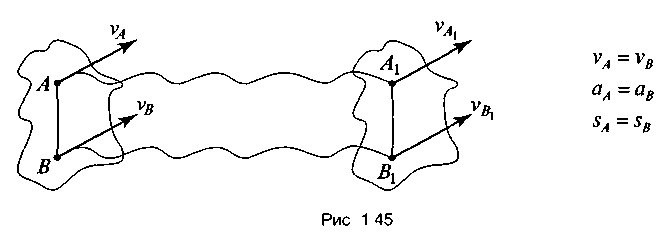 v_A v_{A_1}
A A_1 v_A = v_B
v_B v_{B_1} a_A = a_B
s_A = s_B
B B_1
Рис 1 45